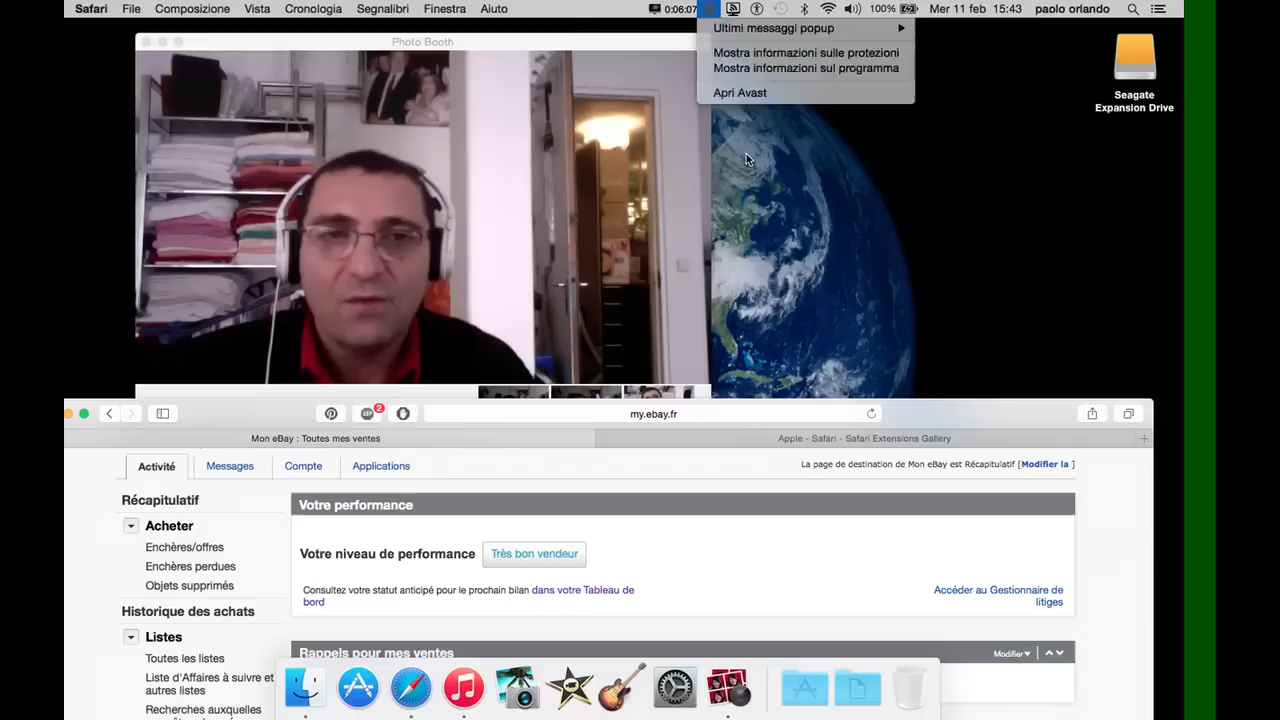 Safari File Composizione Vista Cronologia Segnalibri Finestra Aiuto 0:06:07 100% Mer 11 feb 15:43 paolo orlando
Photo Booth
Ultimi messaggi popup
Mostra informazioni sulle protezioni
Mostra informazioni sul programma
Apri Avast
Seagate
Expansion Drive
2
my.ebay.fr
Mon eBay : Toutes mes ventes
Apple - Safari - Safari Extensions Gallery
Activité Messages Compte Applications
La page de destination de Mon eBay est Récapitulatif [Modifier la ]
Récapitulatif
Acheter
Enchères/offres
Enchères perdues
Objets supprimés
Historique des achats
Listes
Toutes les listes
Liste d'Affaires à suivre et
autres listes
Recherches auxquelles
Votre performance
Votre niveau de performance Très bon vendeur
Consultez votre statut anticipé pour le prochain bilan dans votre Tableau de
bord
Accéder au Gestionnaire de
litiges
Rappels pour mes ventes
Modifier